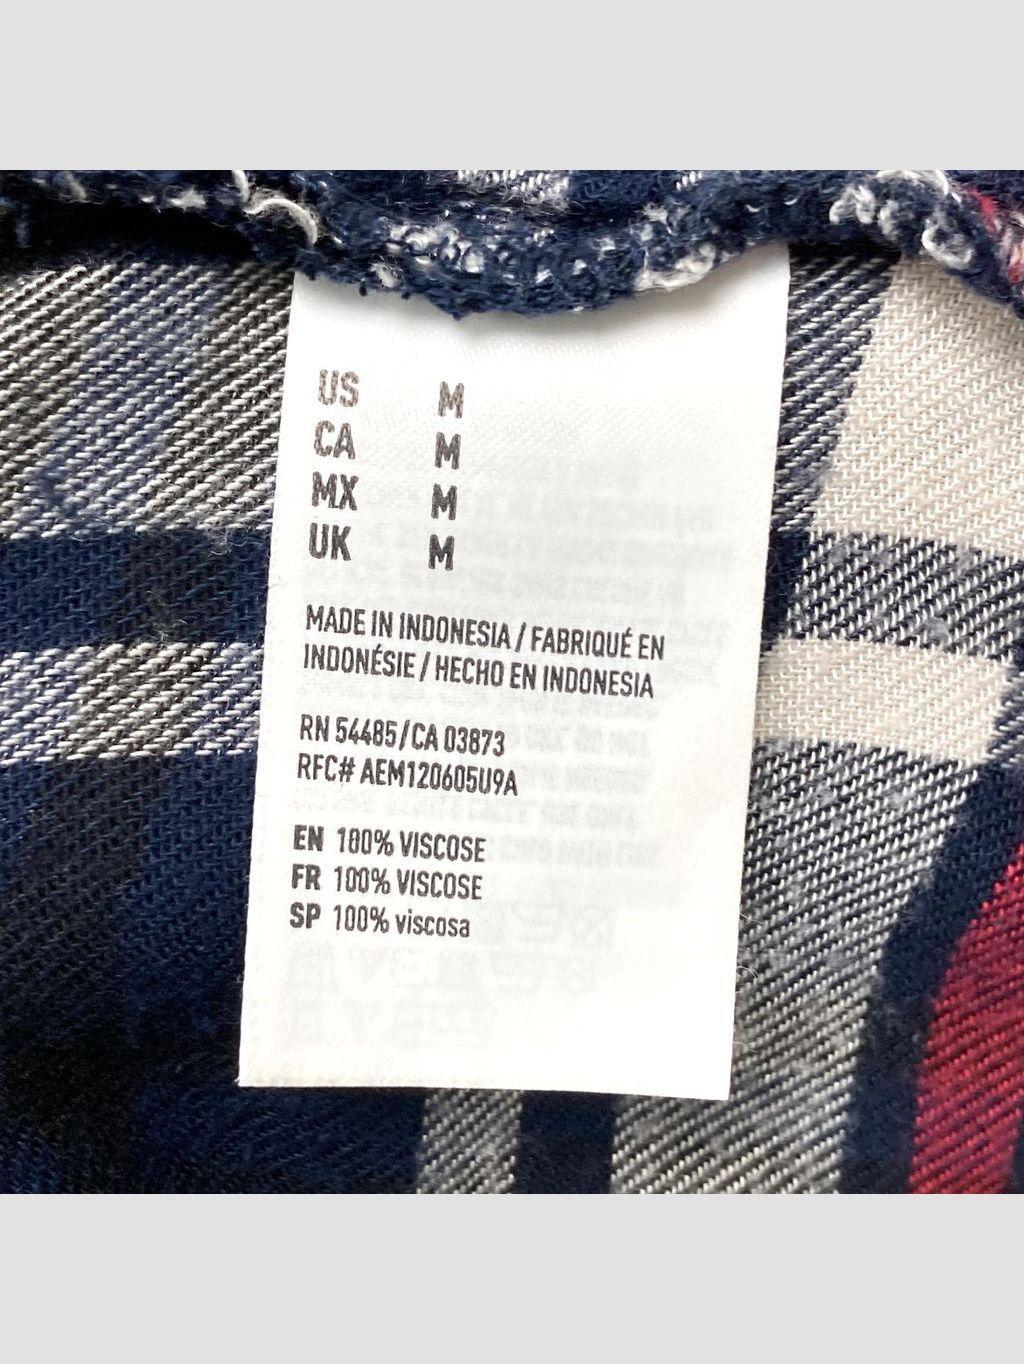 US M
CA M
MX M
UK M
MADE IN INDONESIA / FABRIQUÉ EN
INDONÉSIE / HECHO EN INDONESIA
RN 54485/CA 03873
RFC# AEM120605U9A
EN 100% VISCOSE
FR 100% VISCOSE
SP 100% viscosa